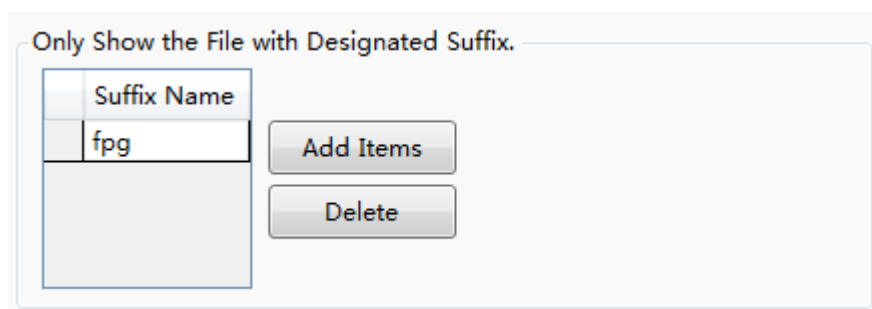 Only Show the File with Designated Suffix.
Suffix Name
fpg
Add Items
Delete